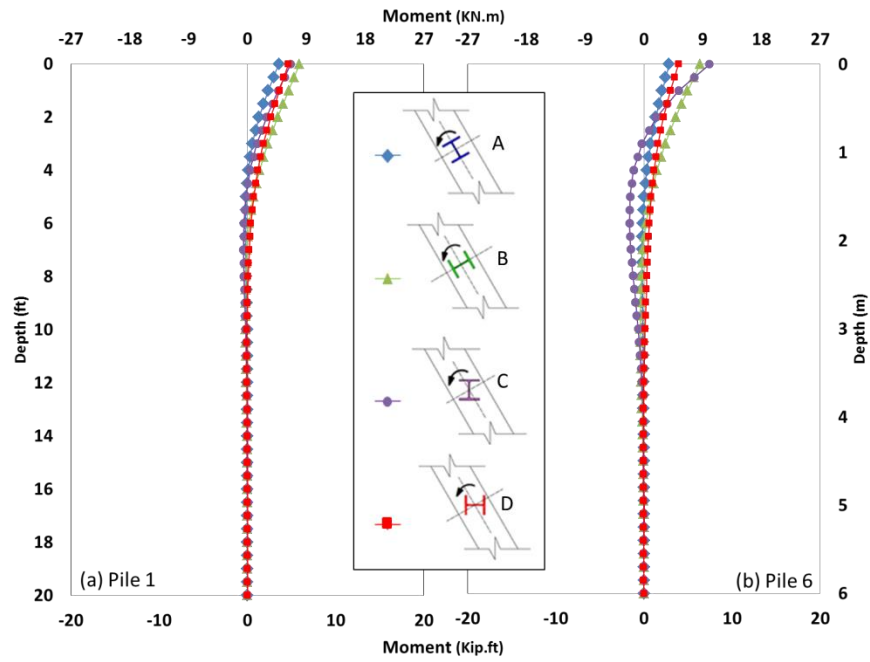 Moment (KN.m)
-27 -18 -9 0 9 18 -27 -18 -9 0 9 18 27
0
2
4
6
8
10
12
14
16
18
20
Depth (ft)
A
B
C
D
0
1
2
3
4
5
6
Depth (m)
(a) Pile 1
(b) Pile 6
-20 -10 0 10 20 -20 -10 0 10 20
Moment (Kip.ft)